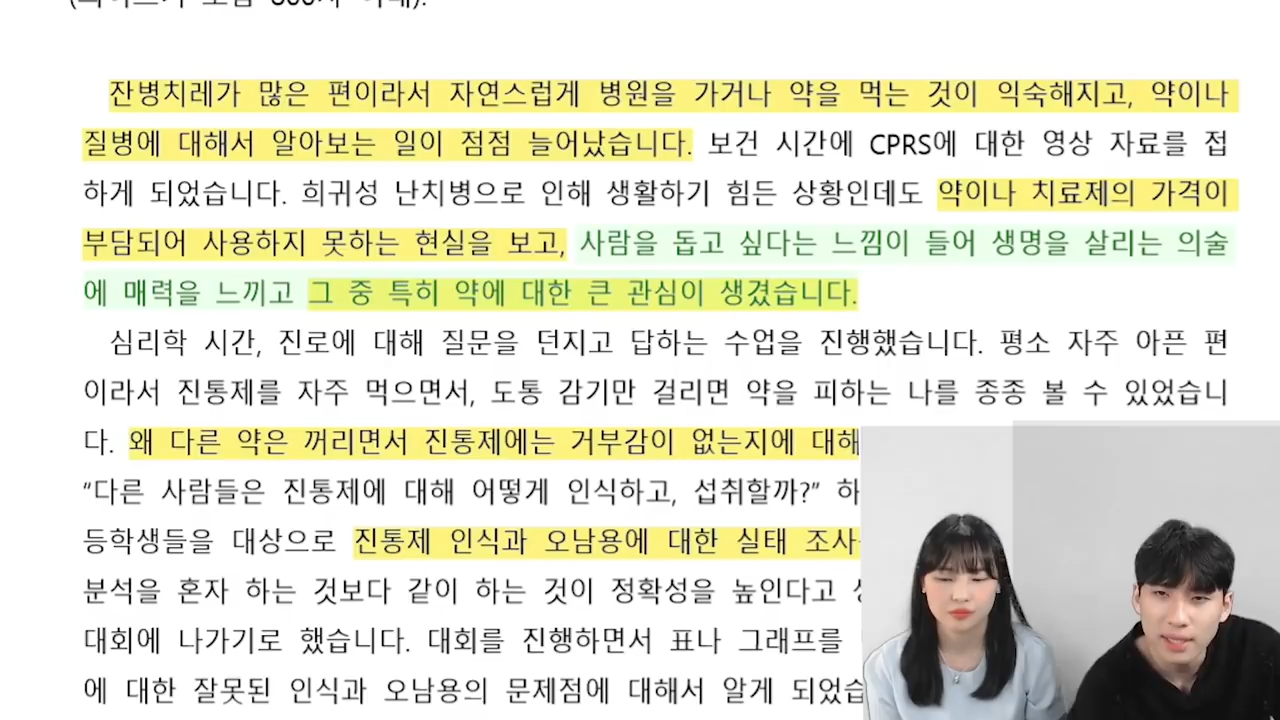 잔병치레가 많은 편이라서 자연스럽게 병원을 가거나 약을 먹는 것이 익숙해지고, 약이나
질병에 대해서 알아보는 일이 점점 늘어났습니다. 보건 시간에 CPRS에 대한 영상 자료를 접
하게 되었습니다. 희귀성 난치병으로 인해 생활하기 힘든 상황인데도 약이나 치료제의 가격이
부담되어 사용하지 못하는 현실을 보고, 사람을 돕고 싶다는 느낌이 들어 생명을 살리는 의술
에 매력을 느끼고 그 중 특히 약에 대한 큰 관심이 생겼습니다.
심리학 시간, 진로에 대해 질문을 던지고 답하는 수업을 진행했습니다. 평소 자주 아픈 편
이라서 진통제를 자주 먹으면서, 도통 감기만 걸리면 약을 피하는 나를 종종 볼 수 있었습니
다. 왜 다른 약은 꺼리면서 진통제에는 거부감이 없는지에 대해
“다른 사람들은 진통제에 대해 어떻게 인식하고, 섭취할까?” 하
등학생들을 대상으로 진통제 인식과 오남용에 대한 실태 조사
분석을 혼자 하는 것보다 같이 하는 것이 정확성을 높인다고
대회에 나가기로 했습니다. 대회를 진행하면서 표나 그래프를
에 대한 잘못된 인식과 오남용의 문제점에 대해서 알게 되었습